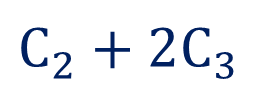 C₂ + 2C₃